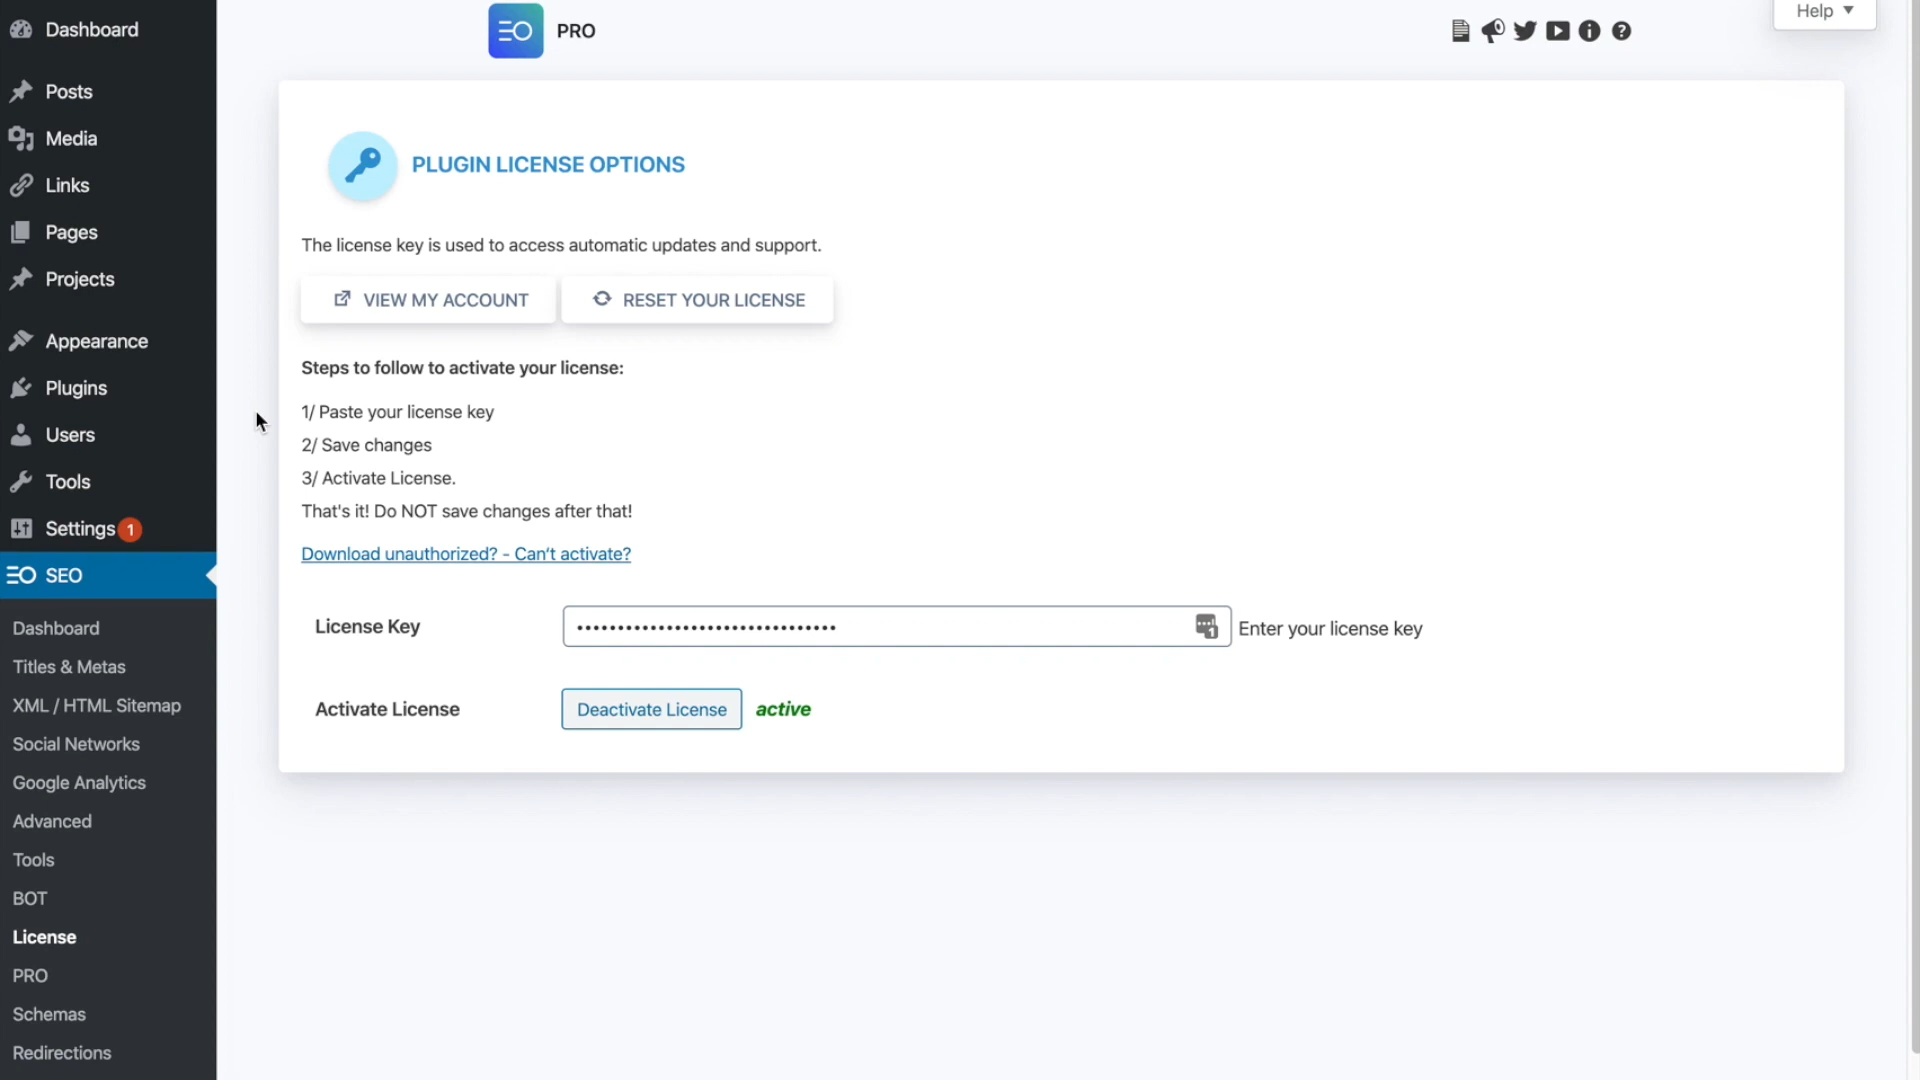 Dashboard
Posts
Media
Links
Pages
Projects
Appearance
Plugins
Users
Tools
Settings 1
SEO
Dashboard
Titles & Metas
XML / HTML Sitemap
Social Networks
Google Analytics
Advanced
Tools
BOT
License
PRO
Schemas
Redirections
PRO
Help
PLUGIN LICENSE OPTIONS
The license key is used to access automatic updates and support.
VIEW MY ACCOUNT
RESET YOUR LICENSE
Steps to follow to activate your license:
1/ Paste your license key
2/ Save changes
3/ Activate License.
That's it! Do NOT save changes after that!
Download unauthorized? - Can't activate?
License Key
1
Enter your license key
Activate License
Deactivate License
active